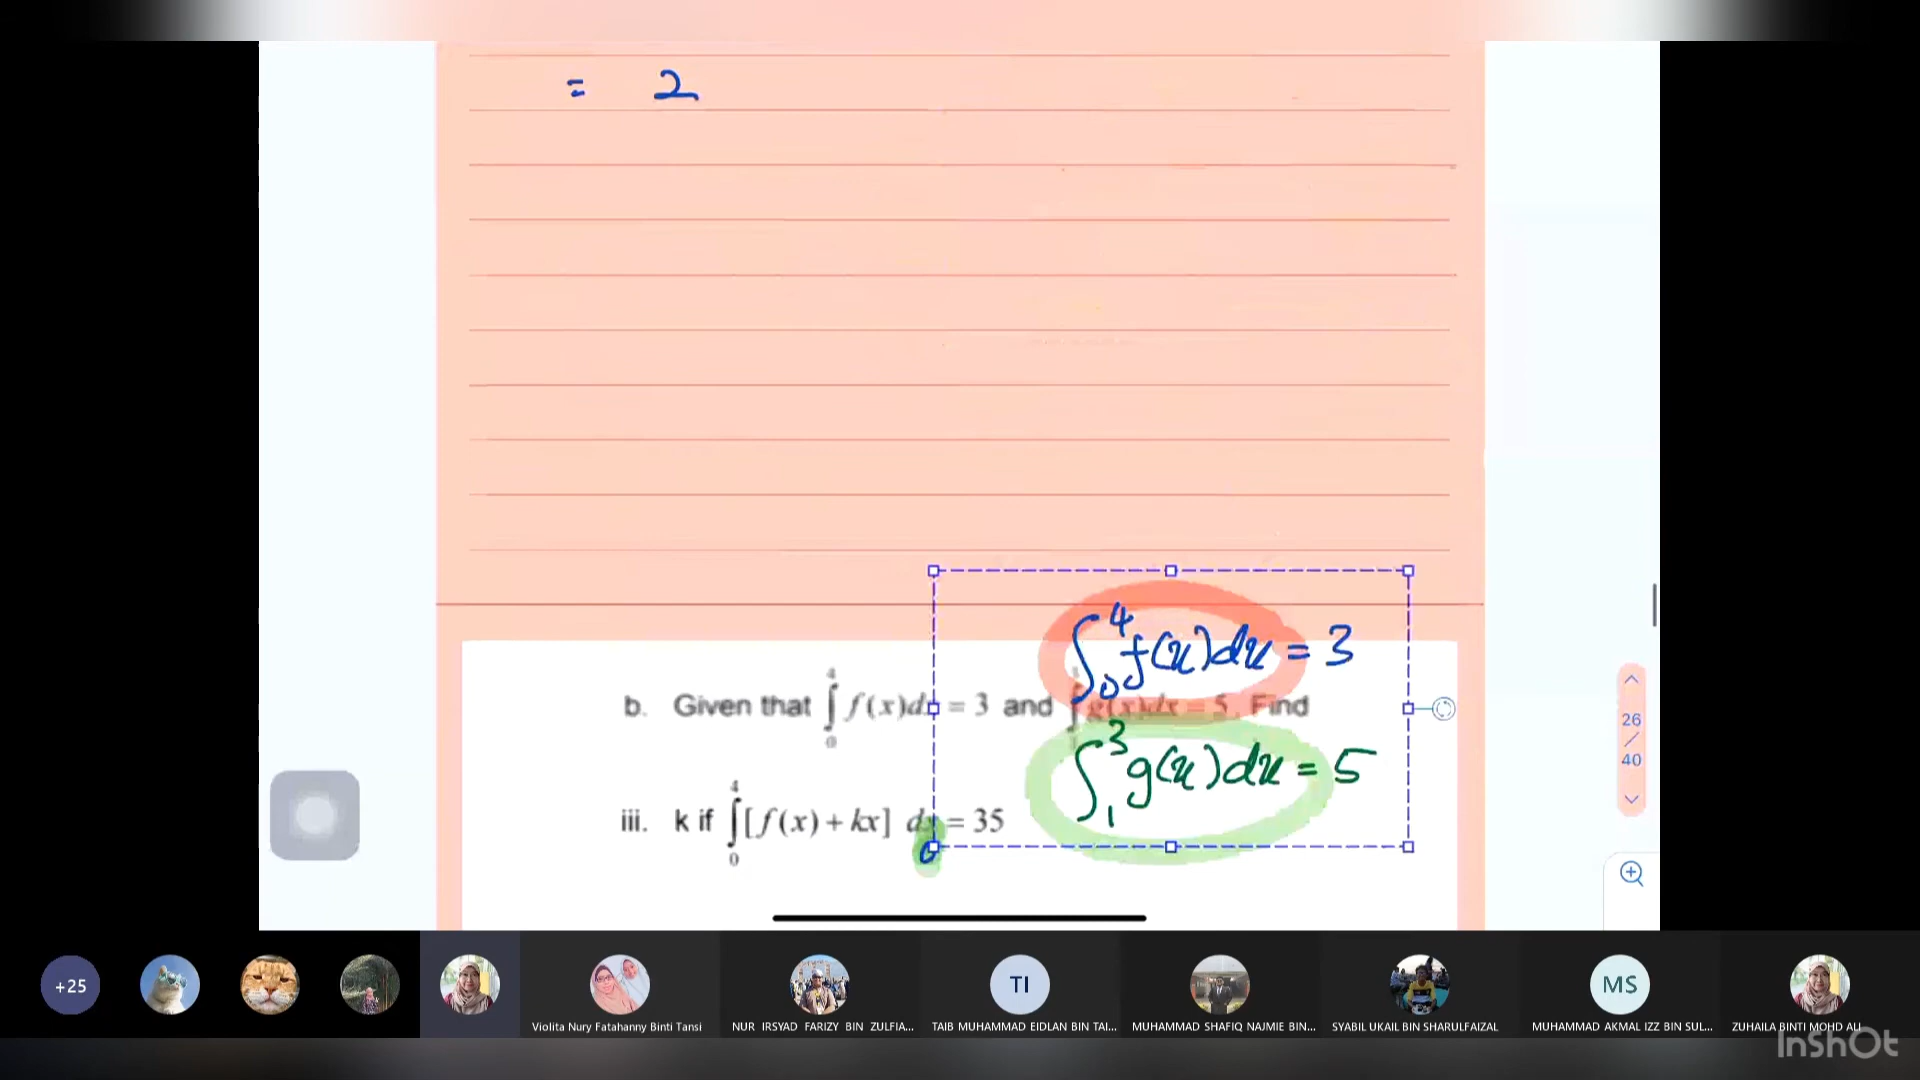 = 2
∫₀⁴ f(x)dx = 3
b. Given that ∫₀⁴ f(x)dx = 3 and g(x)dx = 5. Find
∫₁³ g(x)dx = 5
iii. k if ∫₀⁴ [f(x) + kx] dx = 35
26
/
40
+25
TI
MS
Violita Nury Fatahanny Binti Tansi
NUR IRSYAD FARIZY BIN ZULFIA...
TAIB MUHAMMAD EIDLAN BIN TAI...
MUHAMMAD SHAFIQ NAJMIE BIN...
SYABIL UKAIL BIN SHARULFAIZAL
MUHAMMAD AKMAL IZZ BIN SUL...
ZUHAILA BINTI MOHD ALI
InShOt